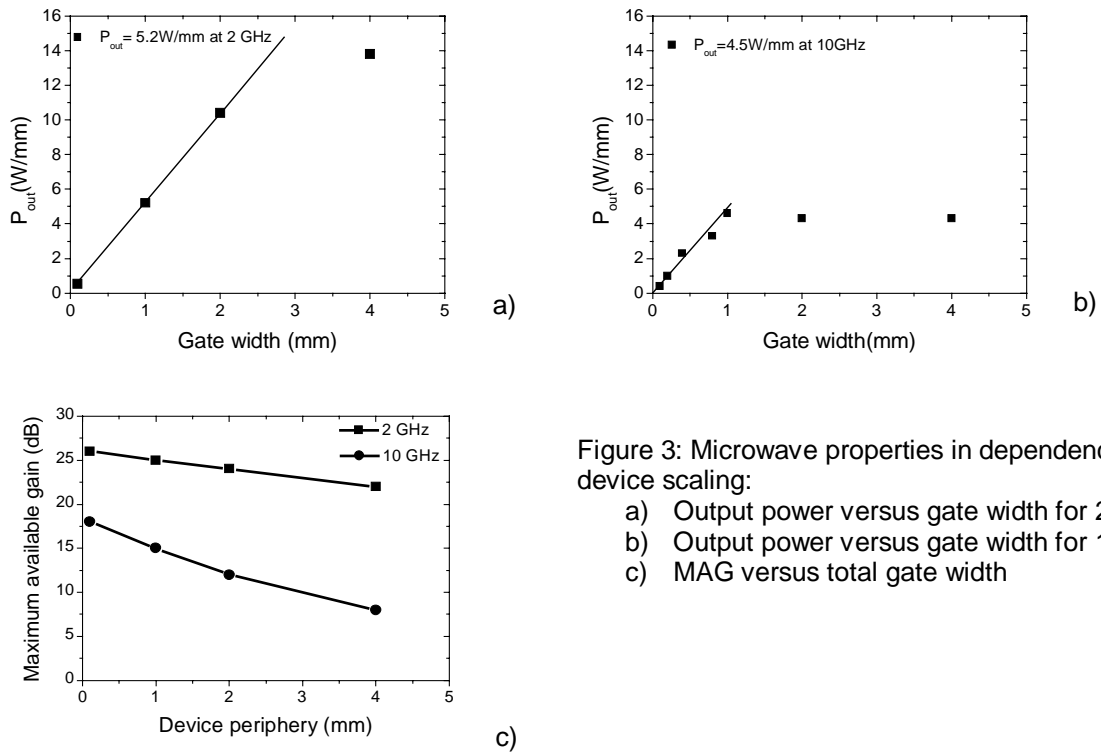 16
14
12
10
8
6
4
2
0
P_out(W/mm)
P_out= 5.2W/mm at 2 GHz
0 1 2 3 4 5
Gate width (mm)
a)
16
14
12
10
8
6
4
2
0
P_out(W/mm)
P_out=4.5W/mm at 10GHz
0 1 2 3 4 5
Gate width(mm)
b)
30
25
20
15
10
5
0
Maximum available gain (dB)
2 GHz
10 GHz
0 1 2 3 4 5
Device periphery (mm)
c)
Figure 3: Microwave properties in
device scaling:
a) Output power versus gate width for
b) Output power versus gate width for
c) MAG versus total gate width